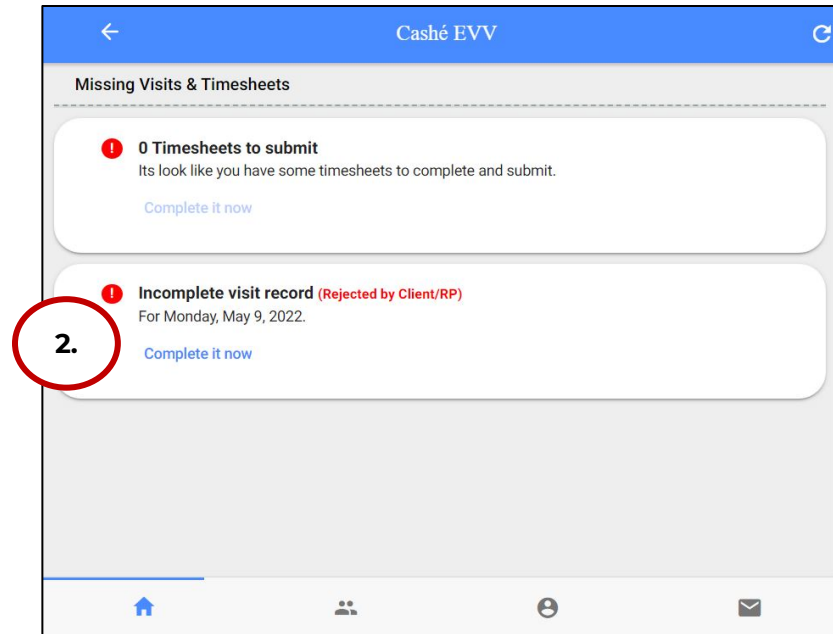 Cashé EVV
Missing Visits & Timesheets
0 Timesheets to submit
Its look like you have some timesheets to complete and submit.
Complete it now
Incomplete visit record (Rejected by Client/RP)
For Monday, May 9, 2022.
2.
Complete it now